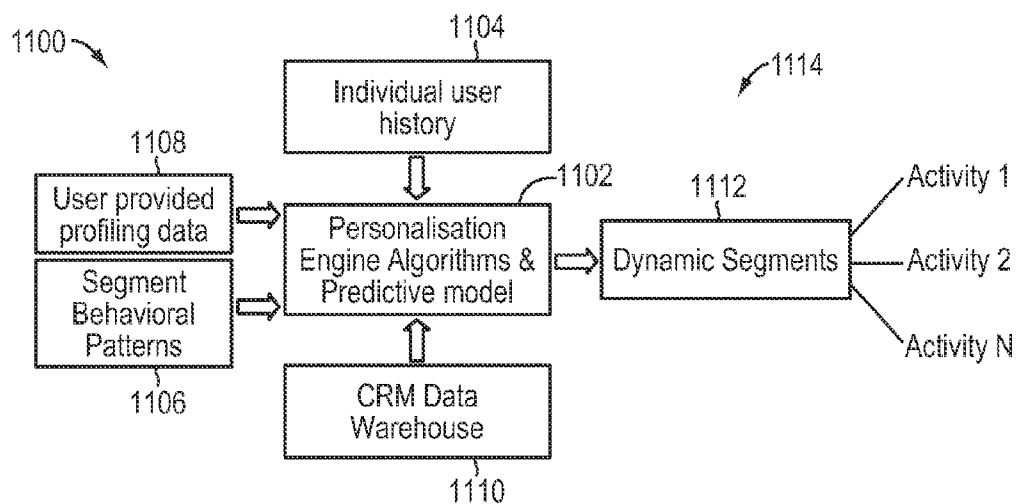 1100
1104
1114
Individual user
history
1108
1102
User provided
profiling data
Personalisation
Engine Algorithms &
Predictive model
1112
Dynamic Segments
Activity 1
Activity 2
Activity N
Segment
Behavioral
Patterns
1106
CRM Data
Warehouse
1110